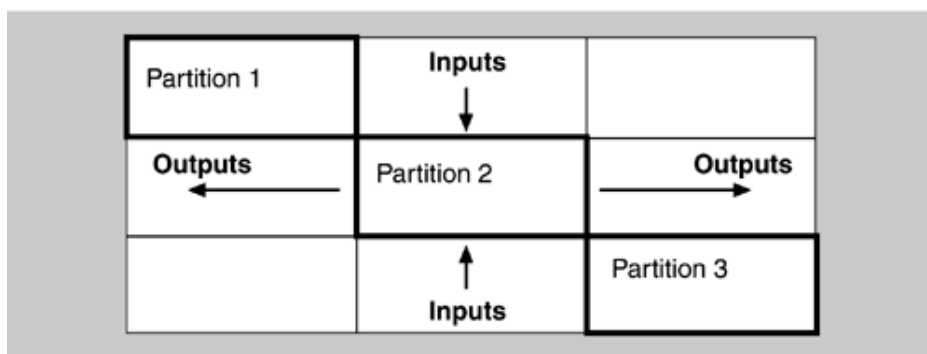 Partition 1
Inputs
Outputs
Partition 2
Outputs
Partition 3
Inputs